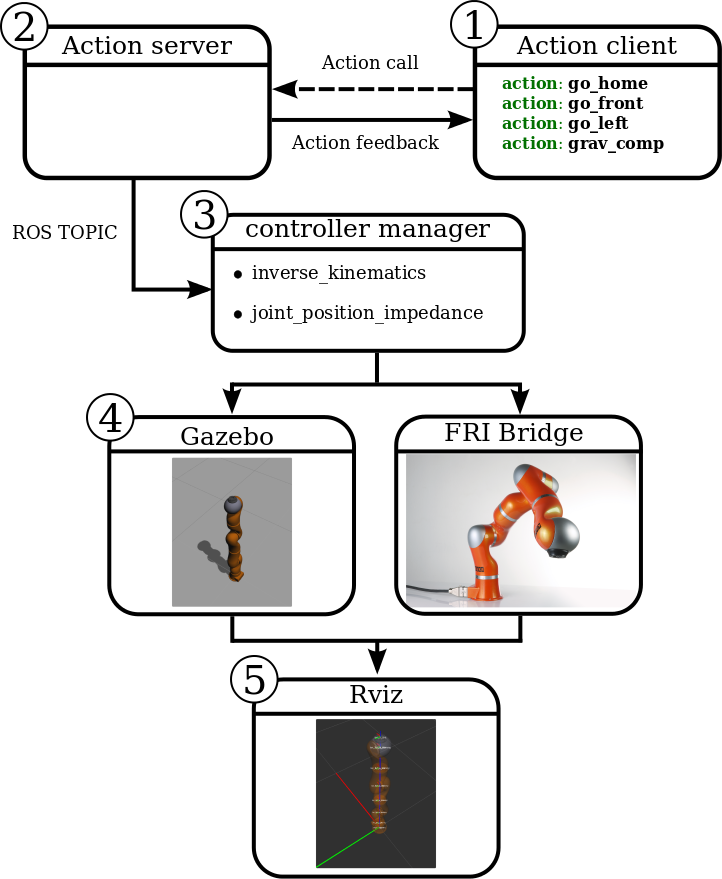 2
Action server
1
Action client
Action call
Action feedback
action: go_home
action: go_front
action: go_left
action: grav_comp
ROS TOPIC
3
controller manager
• inverse_kinematics
• joint_position_impedance
4
Gazebo
FRI Bridge
5
Rviz